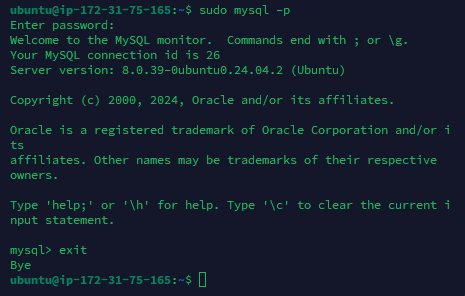 ubuntu@ip-172-31-75-165:~$ sudo mysql -p
Enter password:
Welcome to the MySQL monitor.  Commands end with ; or \g.
Your MySQL connection id is 26
Server version: 8.0.39-0ubuntu0.24.04.2 (Ubuntu)

Copyright (c) 2000, 2024, Oracle and/or its affiliates.

Oracle is a registered trademark of Oracle Corporation and/or i
ts
affiliates. Other names may be trademarks of their respective
owners.

Type 'help;' or '\h' for help. Type '\c' to clear the current i
nput statement.

mysql> exit
Bye
ubuntu@ip-172-31-75-165:~$